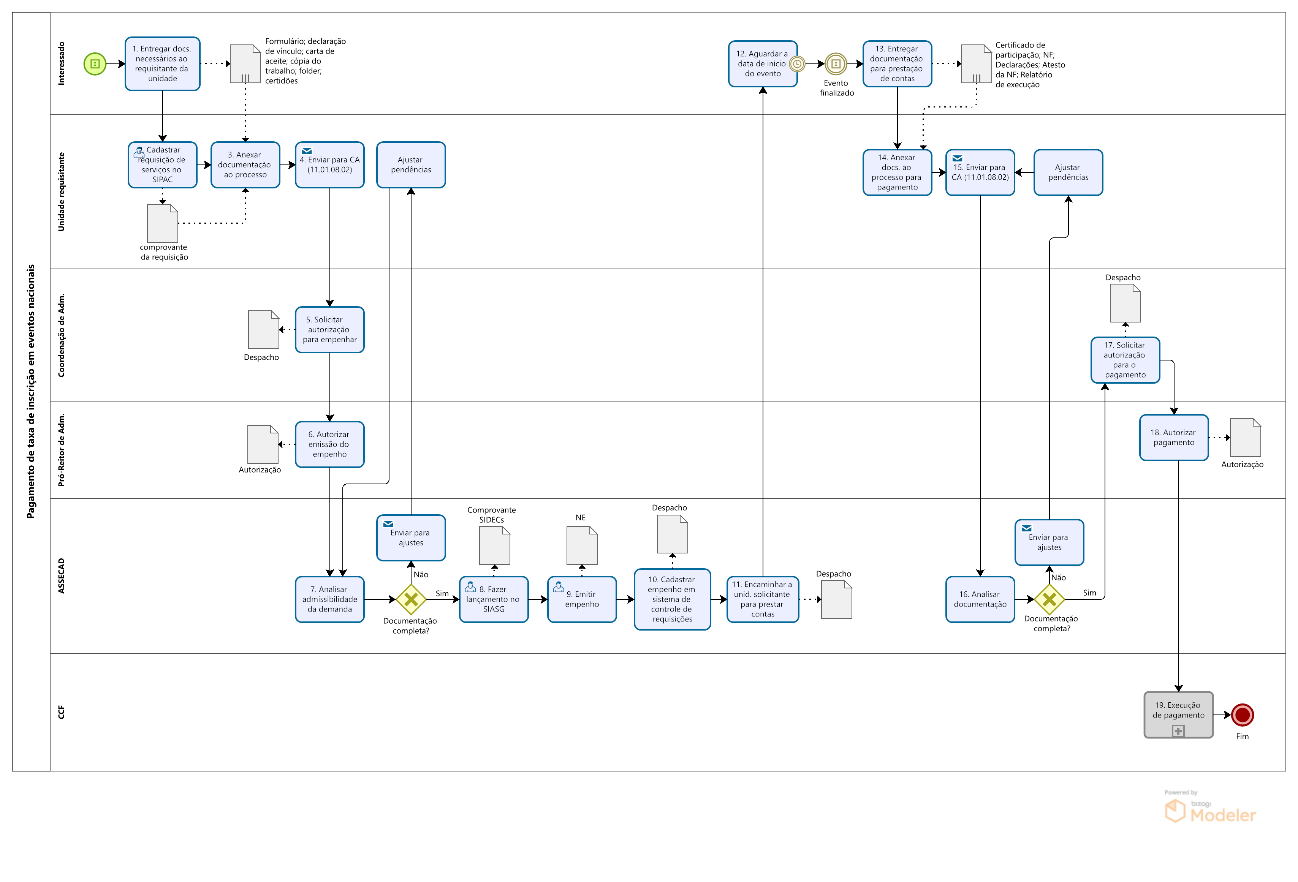 Pagamento de taxa de inscrição em eventos nacionais
Interessado
1. Entregar docs.
necessários ao
requisitante da
unidade
Formulário; declaração
de vínculo; carta de
aceite; cópia do
trabalho; folder;
certidões
12. Aguardar a
data de início
do evento
Evento
finalizado
13. Entregar
documentação
para prestação
de contas
Certificado de
participação; NF;
Declarações; Atesto
da NF; Relatório
de execução
Unidade requisitante
Cadastrar
requisição de
serviços no
SIPAC
comprovante
da requisição
3. Anexar
documentação
ao processo
4. Enviar para CA
(11.01.08.02)
Ajustar
pendências
14. Anexar
docs. ao
processo para
pagamento
15. Enviar para
CA (11.01.08.02)
Ajustar
pendências
Coordenação de Adm.
Despacho
5. Solicitar
autorização
para empenhar
Despacho
17. Solicitar
autorização
para o
pagamento
Pró-Reitor de Adm.
Autorização
6. Autorizar
emissão do
empenho
18. Autorizar
pagamento
Autorização
ASSECAD
7. Analisar
admissibilidade
da demanda
Enviar para
ajustes
Não
Sim
Documentação
completa?
Comprovante
SIDECs
8. Fazer
lançamento no
SIASG
NE
9. Emitir
empenho
Despacho
10. Cadastrar
empenho em
sistema de
controle de
requisições
11. Encaminhar a
unid. solicitante
para prestar
contas
Despacho
16. Analisar
documentação
Enviar para
ajustes
Não
Sim
Documentação
completa?
CCF
19. Execução
de pagamento
Fim
Powered by
bizagi
Modeler